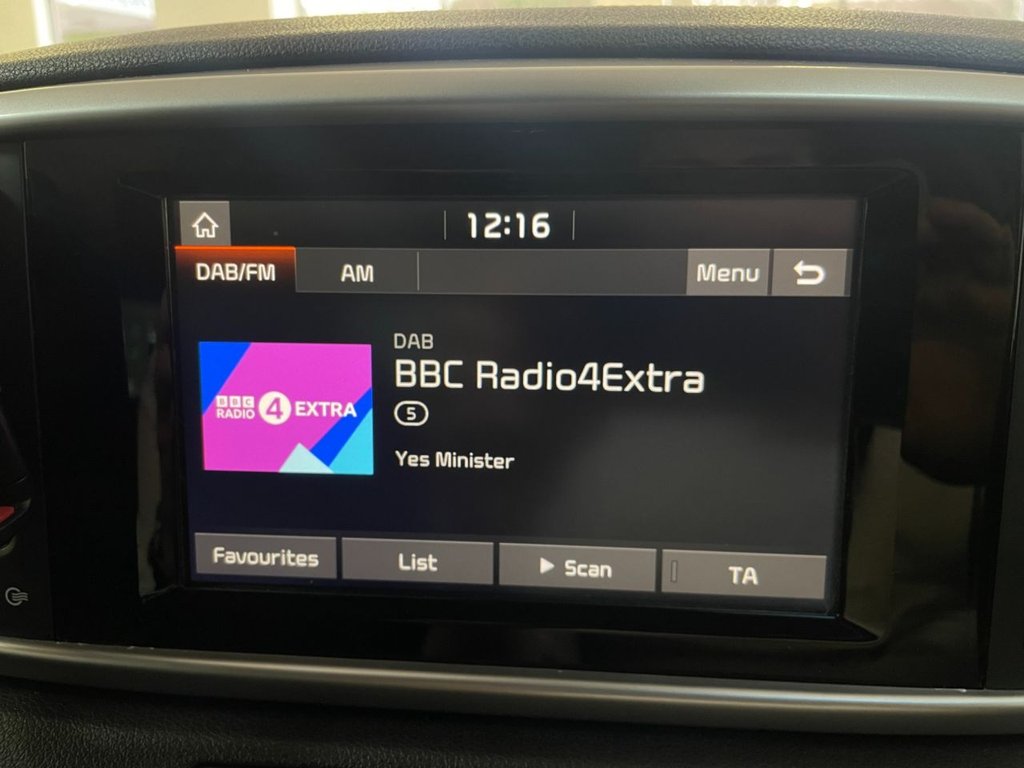 12:16
DAB/FM AM Menu
DAB
BBC Radio4Extra
5
BBC RADIO 4 EXTRA
Yes Minister
Favourites List Scan TA